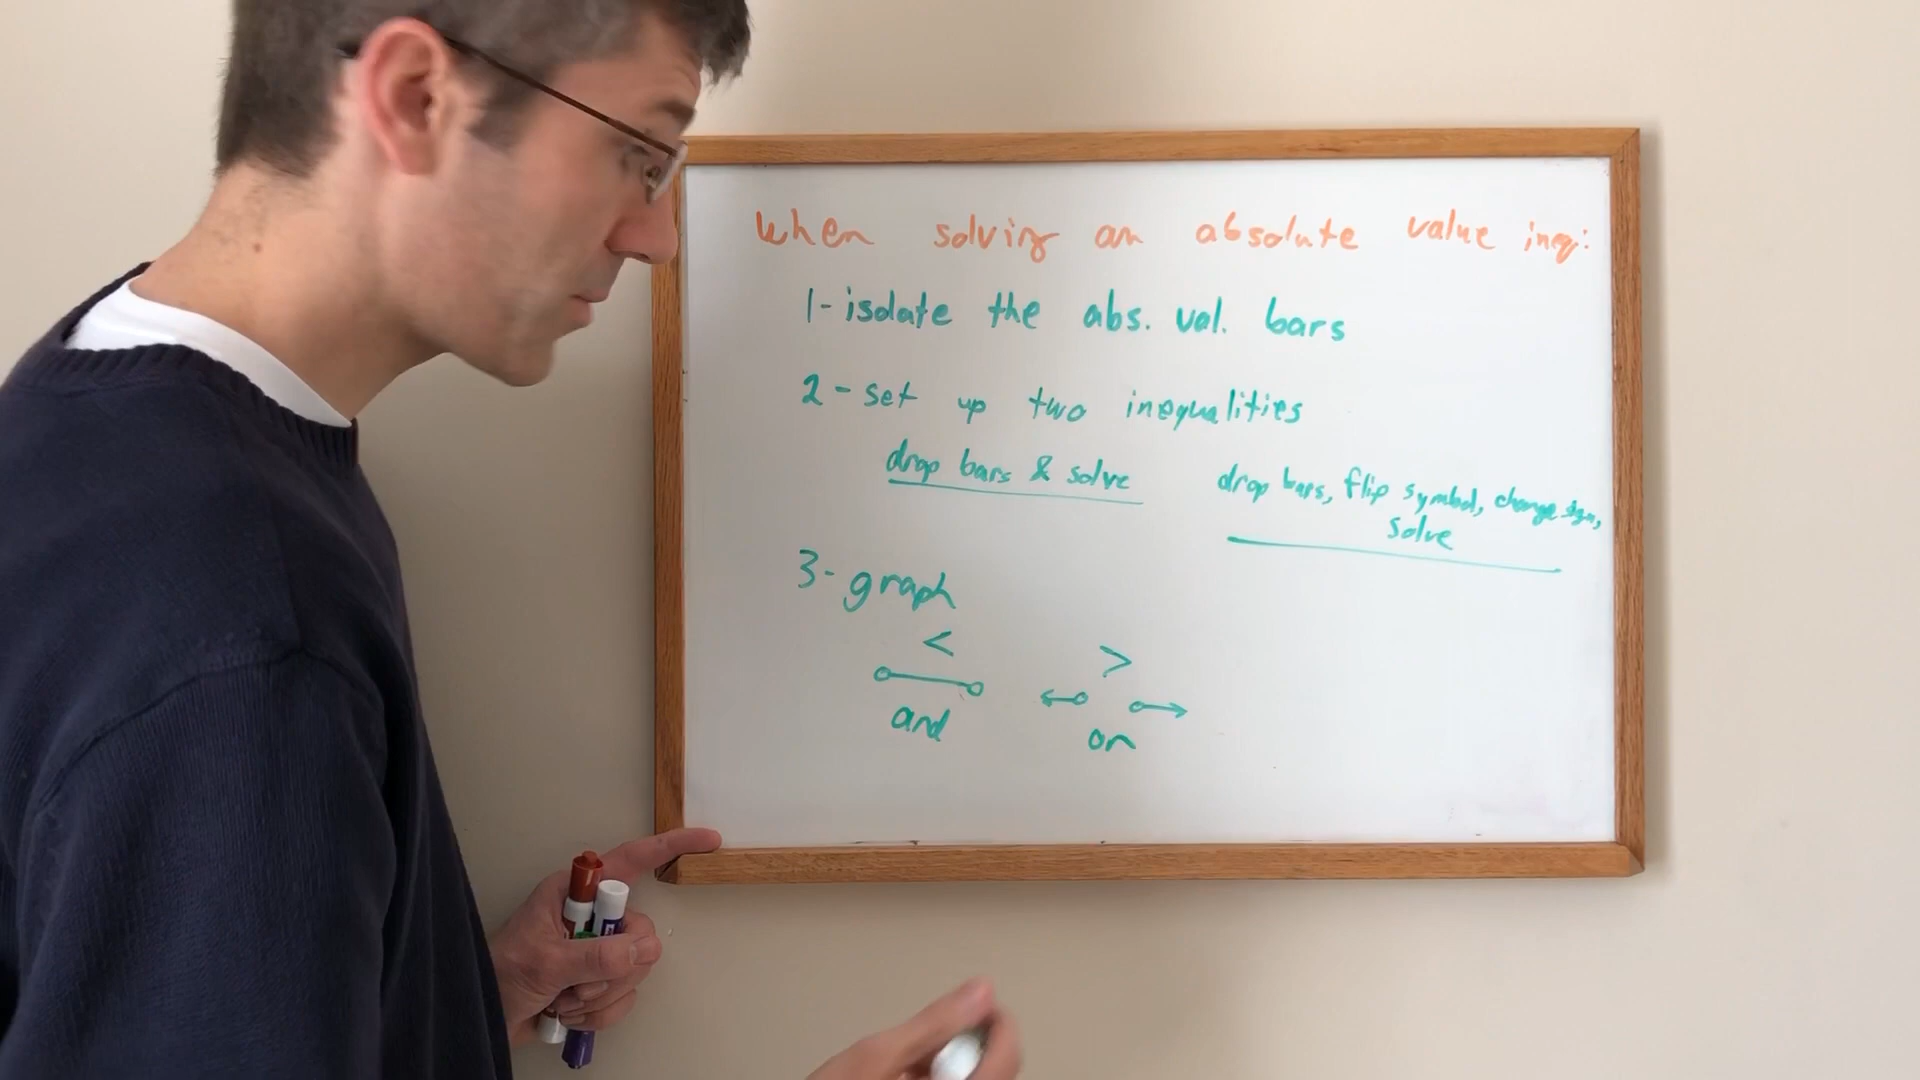 When solving an absolute value ineq:
1- isolate the abs. val. bars
2- set up two inequalities
drop bars & solve
drop bars, flip symbol, change sign,
solve
3- graph
< >
and or